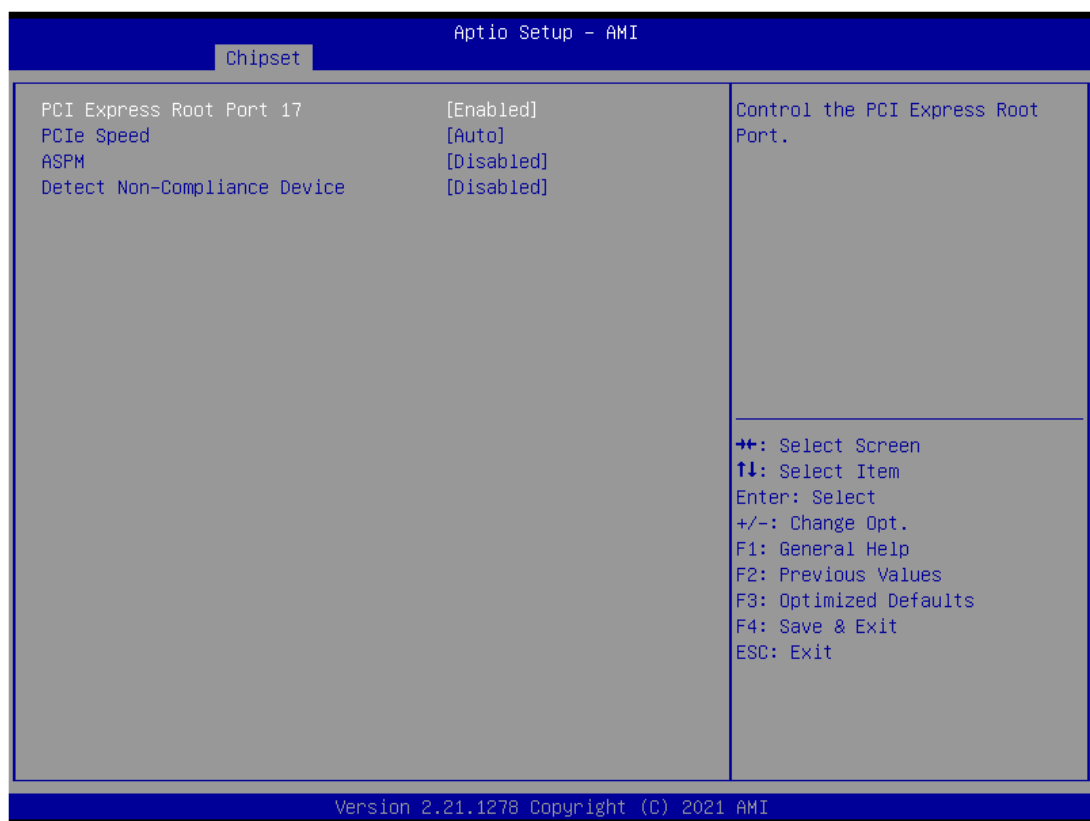 Aptio Setup – AMI
Chipset
PCI Express Root Port 17 [Enabled]
PCIe Speed [Auto]
ASPM [Disabled]
Detect Non-Compliance Device [Disabled]
Control the PCI Express Root
Port.
→←: Select Screen
↑↓: Select Item
Enter: Select
+/-: Change Opt.
F1: General Help
F2: Previous Values
F3: Optimized Defaults
F4: Save & Exit
ESC: Exit
Version 2.21.1278 Copyright (C) 2021 AMI